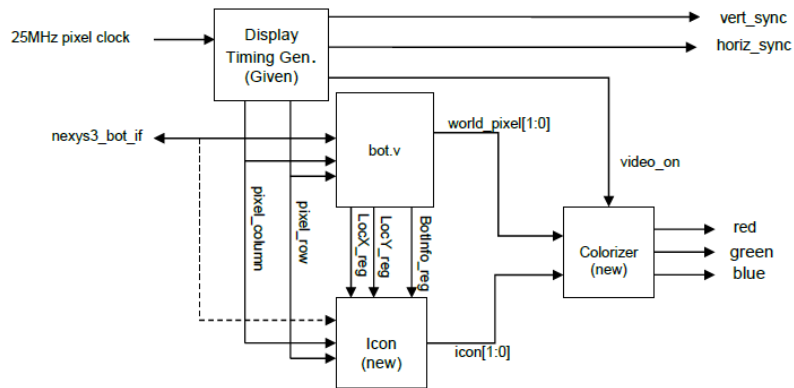 25MHz pixel clock
Display
Timing Gen.
(Given)
vert_sync
horiz_sync
nexys3_bot_if
bot.v
world_pixel[1:0]
video_on
pixel_column
pixel_row
LocX_reg
LocY_reg
BotInfo_reg
Colorizer
(new)
red
green
blue
Icon
(new)
icon[1:0]